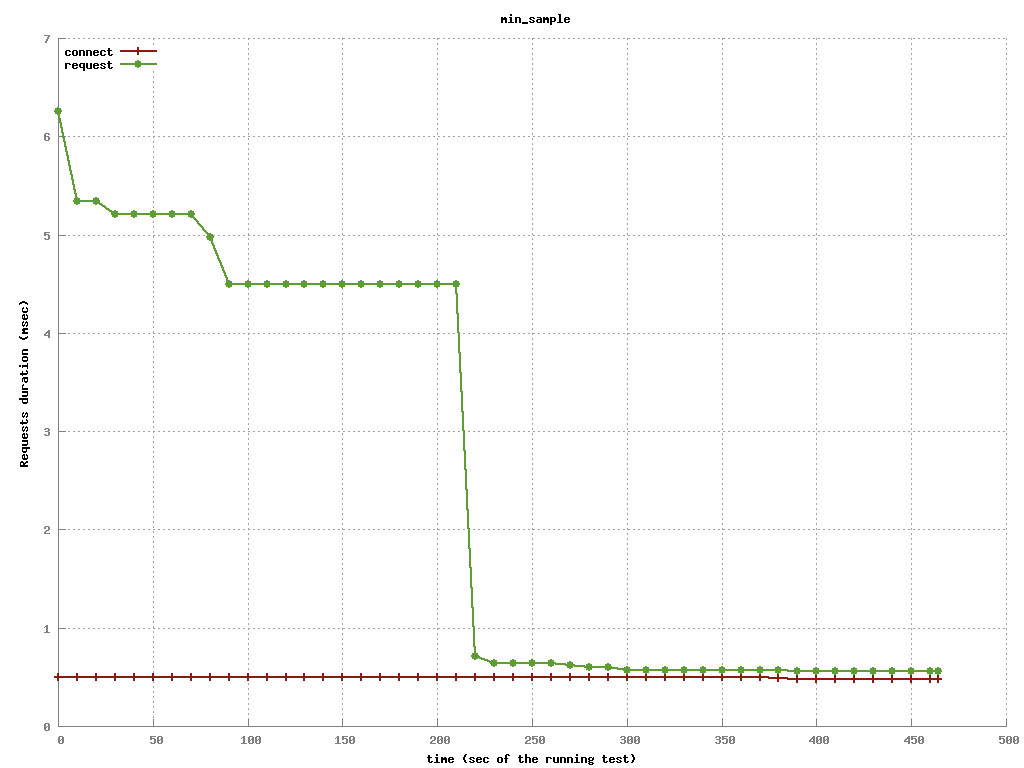 min_sample
connect
request
7
6
5
4
3
2
1
0
Requests duration (msec)
0 50 100 150 200 250 300 350 400 450 500
time (sec of the running test)